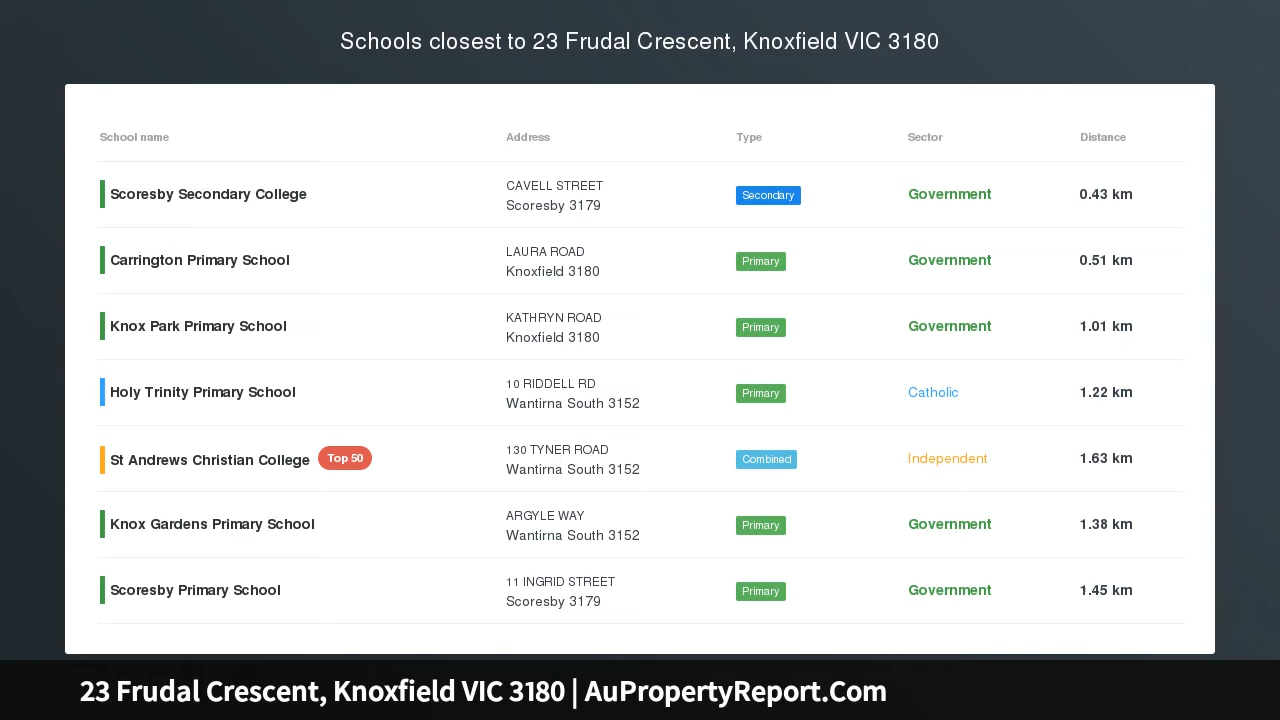 Schools closest to 23 Frudal Crescent, Knoxfield VIC 3180
School name Address Type Sector Distance
Scoresby Secondary College CAVELL STREET Scoresby 3179 Secondary Government 0.43 km
Carrington Primary School LAURA ROAD Knoxfield 3180 Primary Government 0.51 km
Knox Park Primary School KATHRYN ROAD Knoxfield 3180 Primary Government 1.01 km
Holy Trinity Primary School 10 RIDDELL RD Wantirna South 3152 Primary Catholic 1.22 km
St Andrews Christian College Top 50 130 TYNER ROAD Wantirna South 3152 Combined Independent 1.63 km
Knox Gardens Primary School ARGYLE WAY Wantirna South 3152 Primary Government 1.38 km
Scoresby Primary School 11 INGRID STREET Scoresby 3179 Primary Government 1.45 km
23 Frudal Crescent, Knoxfield VIC 3180 | AuPropertyReport.Com